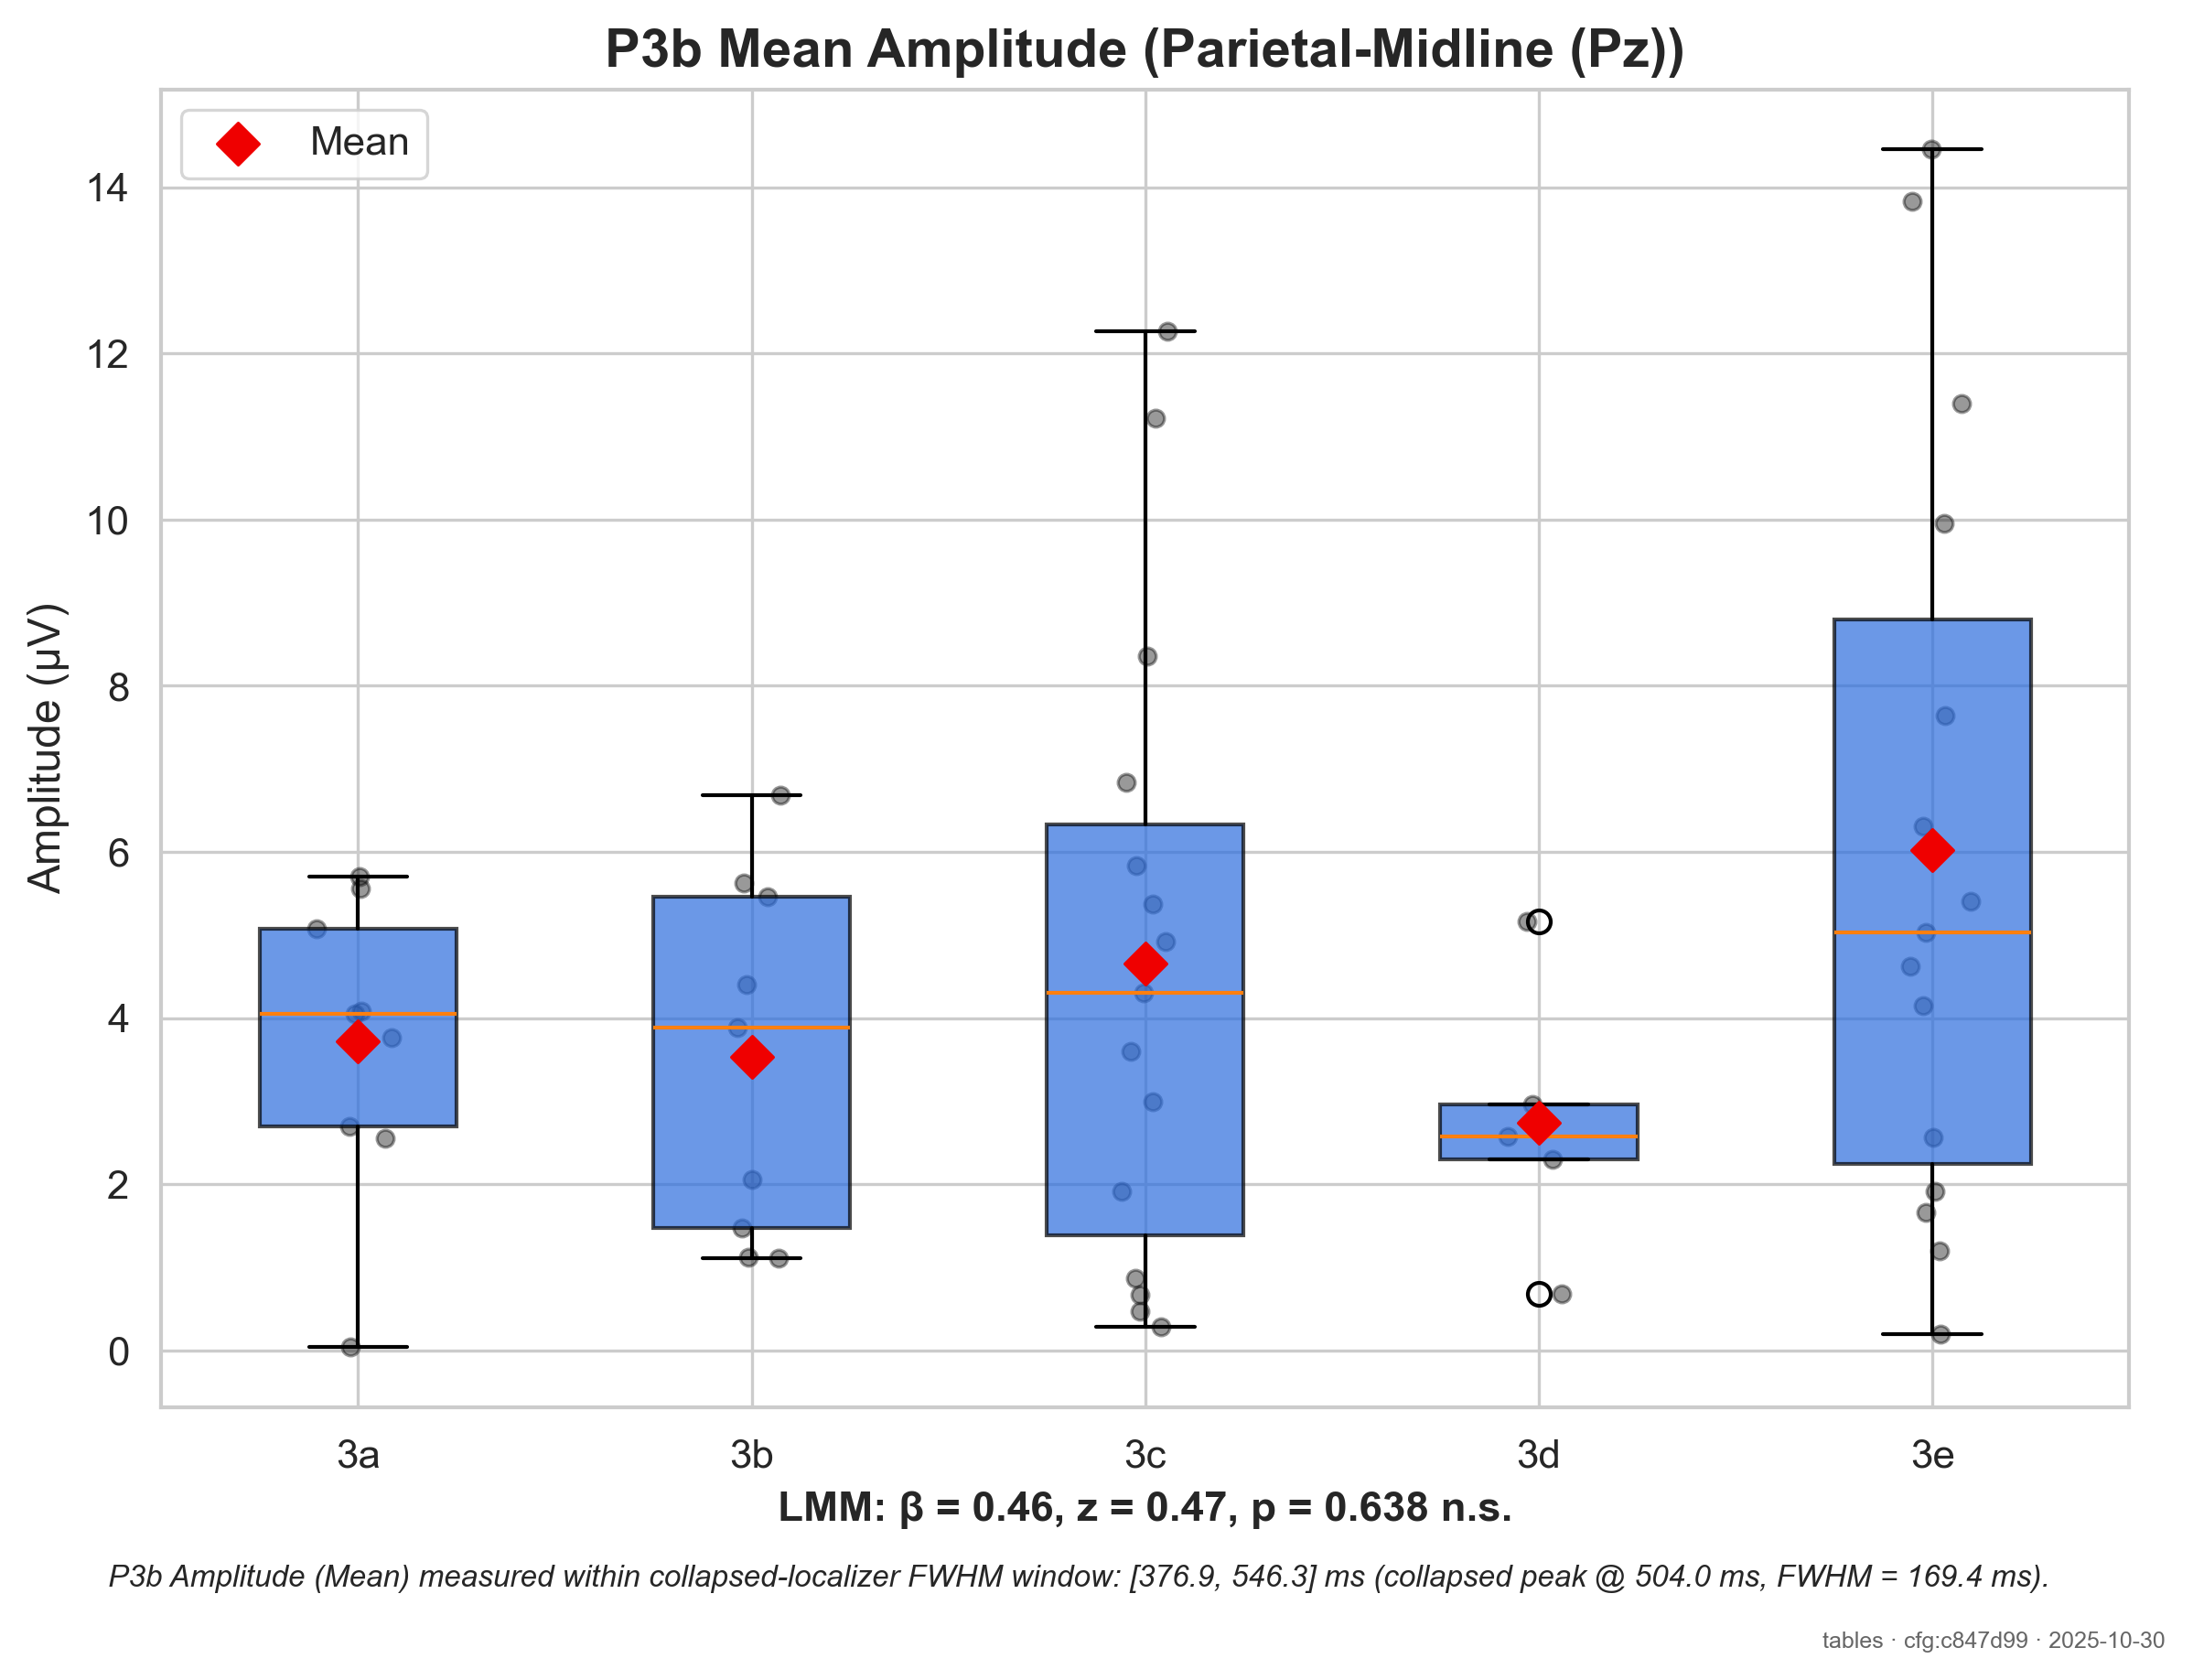 P3b Mean Amplitude (Parietal-Midline (Pz))
Mean
Amplitude (µV)
14
12
10
8
6
4
2
0
3a 3b 3c 3d 3e
LMM: β = 0.46, z = 0.47, p = 0.638 n.s.
P3b Amplitude (Mean) measured within collapsed-localizer FWHM window: [376.9, 546.3] ms (collapsed peak @ 504.0 ms, FWHM = 169.4 ms).
tables · cfg:c847d99 · 2025-10-30